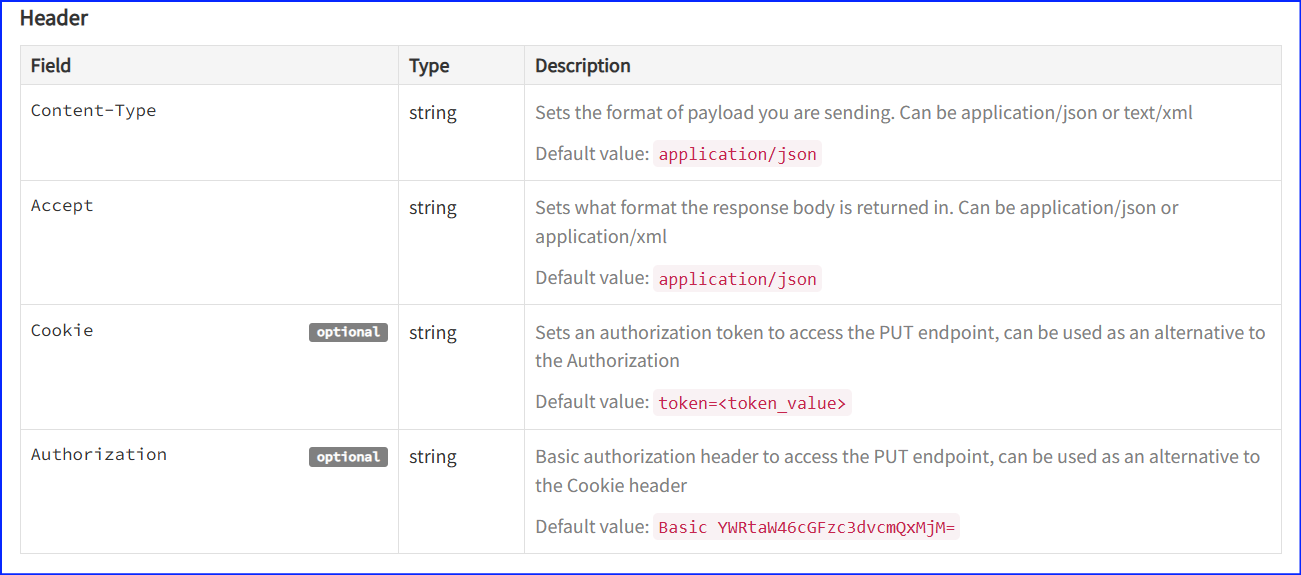 Header
Field Type Description
Content-Type string Sets the format of payload you are sending. Can be application/json or text/xml
Default value: application/json
Accept string Sets what format the response body is returned in. Can be application/json or
application/xml
Default value: application/json
Cookie optional string Sets an authorization token to access the PUT endpoint, can be used as an alternative to
the Authorization
Default value: token=<token_value>
Authorization optional string Basic authorization header to access the PUT endpoint, can be used as an alternative to
the Cookie header
Default value: Basic YWRtaW46cGFzc3dvcmQxMjM=